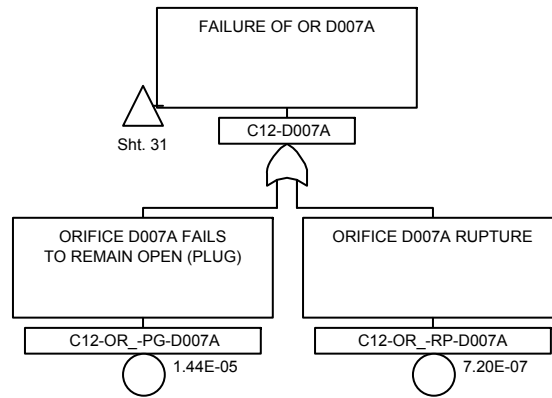 FAILURE OF OR D007A
Sht. 31
C12-D007A
ORIFICE D007A FAILS
TO REMAIN OPEN (PLUG)
ORIFICE D007A RUPTURE
C12-OR_-PG-D007A
C12-OR_-RP-D007A
1.44E-05
7.20E-07